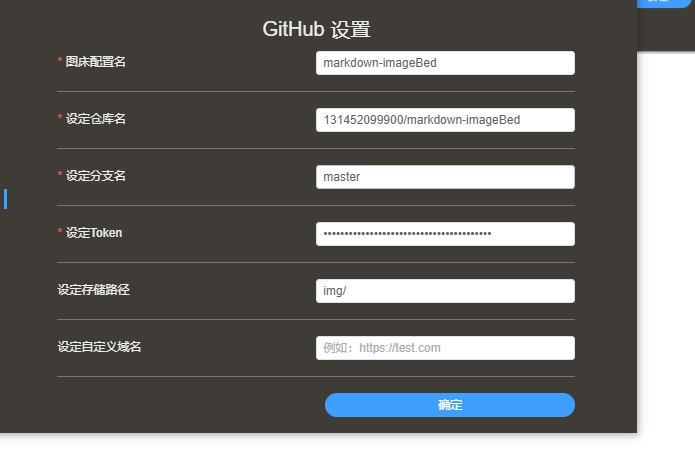 GitHub 设置
* 图床配置名
markdown-imageBed
* 设定仓库名
131452099900/markdown-imageBed
* 设定分支名
master
* 设定Token
设定存储路径
img/
设定自定义域名
例如：https://test.com
确定